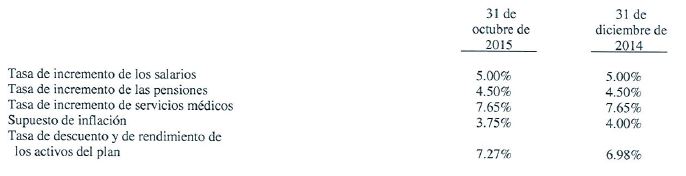 31 de 31 de
octubre de diciembre de
2015 2014
Tasa de incremento de los salarios 5.00% 5.00%
Tasa de incremento de las pensiones 4.50% 4.50%
Tasa de incremento de servicios médicos 7.65% 7.65%
Supuesto de inflación 3.75% 4.00%
Tasa de descuento y de rendimiento de
los activos del plan 7.27% 6.98%